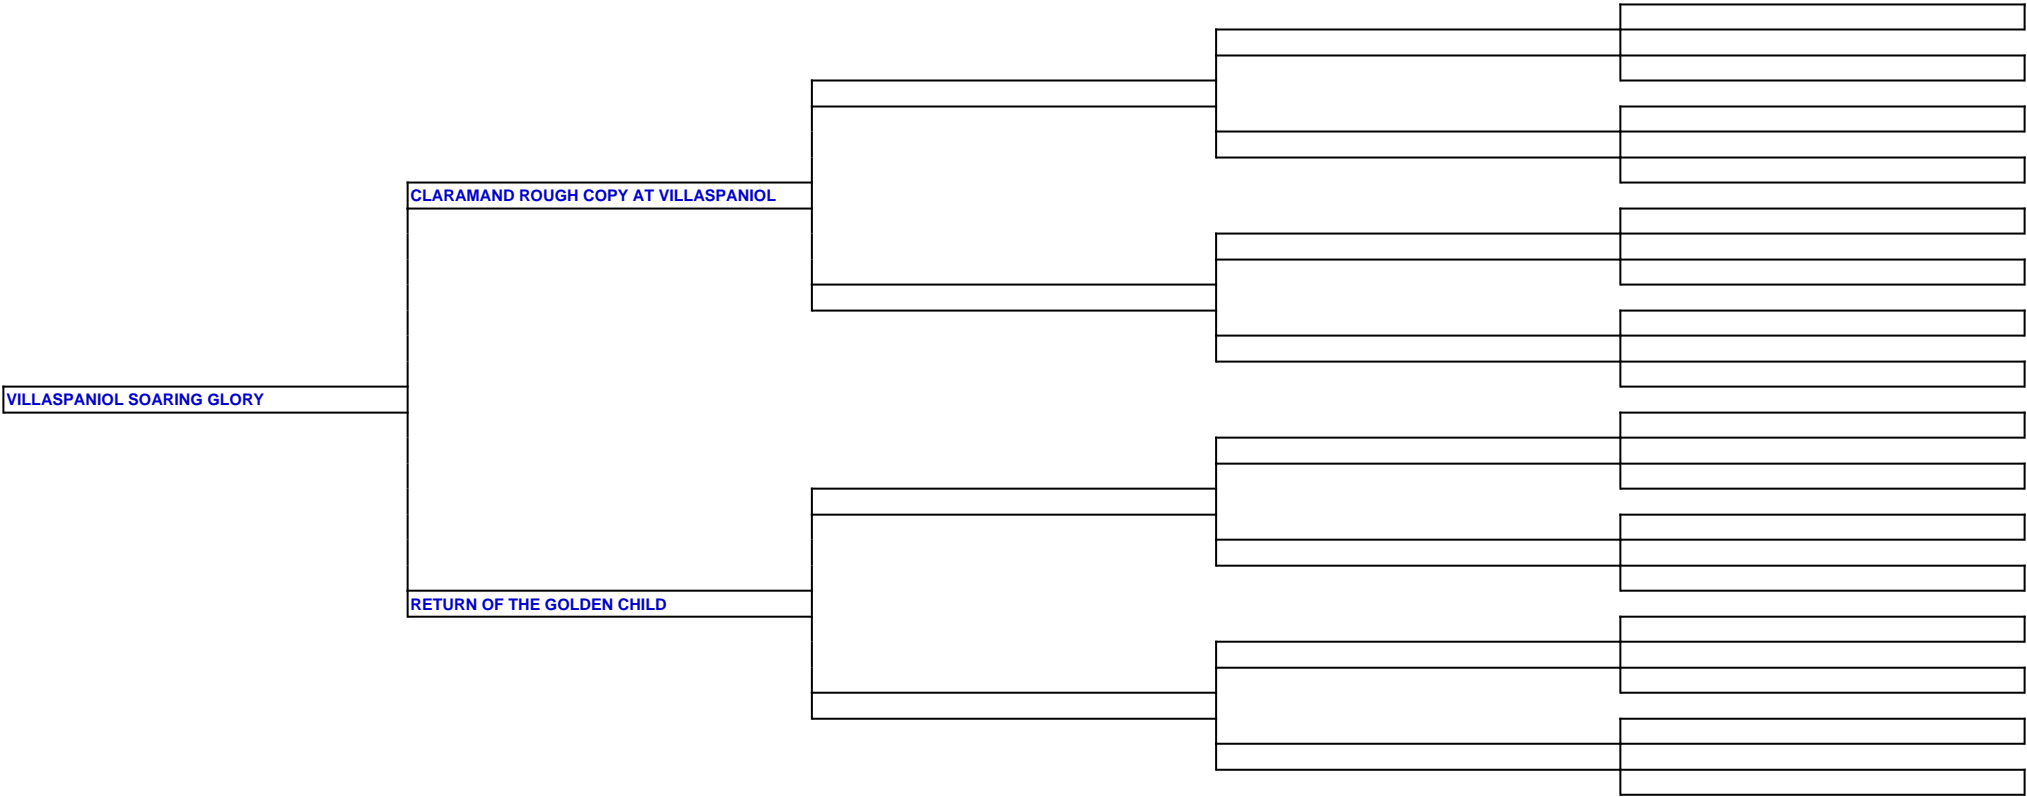 CLARAMAND ROUGH COPY AT VILLASPANIOL
VILLASPANIOL SOARING GLORY
RETURN OF THE GOLDEN CHILD